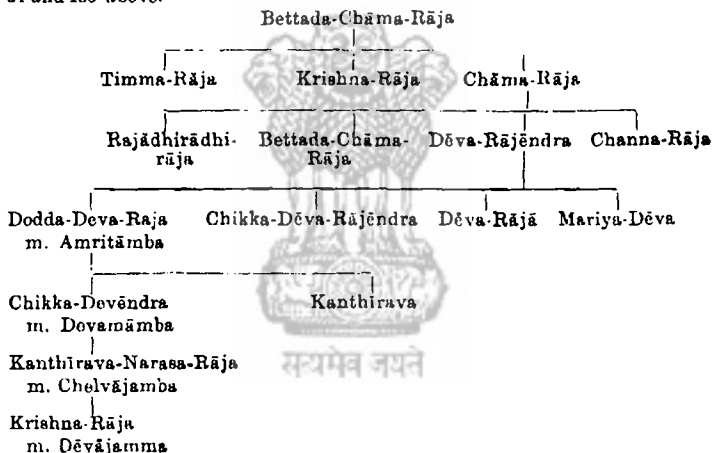 Bettada-Chāma-Rāja
Timma-Rāja Krishna-Rāja Chāma-Rāja
Rajādhirādhi- Bettada-Chāma- Dēva-Rājēndra Channa-Rāja
rāja Rāja
Dodda-Deva-Raja Chikka-Dēva-Rājēndra Dēva-Rājā Mariya-Dēva
m. Amritāmba
Chikka-Devēndra Kanthīrava
m. Devamāmba
Kanthīrava-Narasa-Rāja सत्यमेव जयते
m. Chelvājamba
Krishna-Rāja
m. Dēvājamma